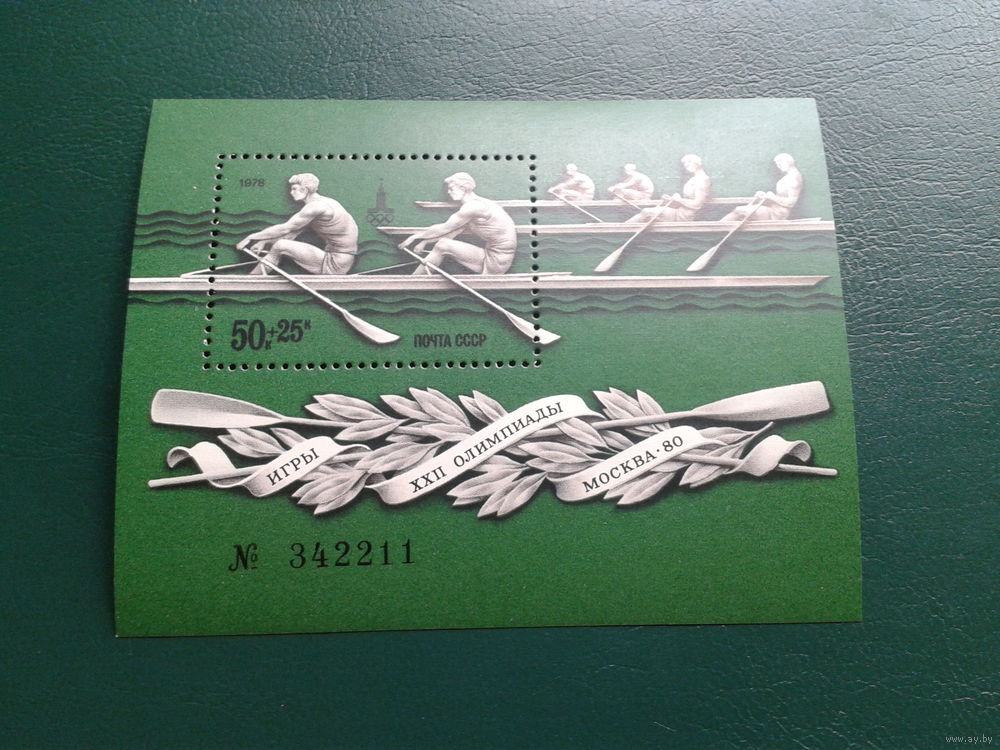 1978
50к+25к
ПОЧТА СССР
ИГРЫ
XXII ОЛИМПИАДЫ
МОСКВА·80
№ 342211
www.ay.by